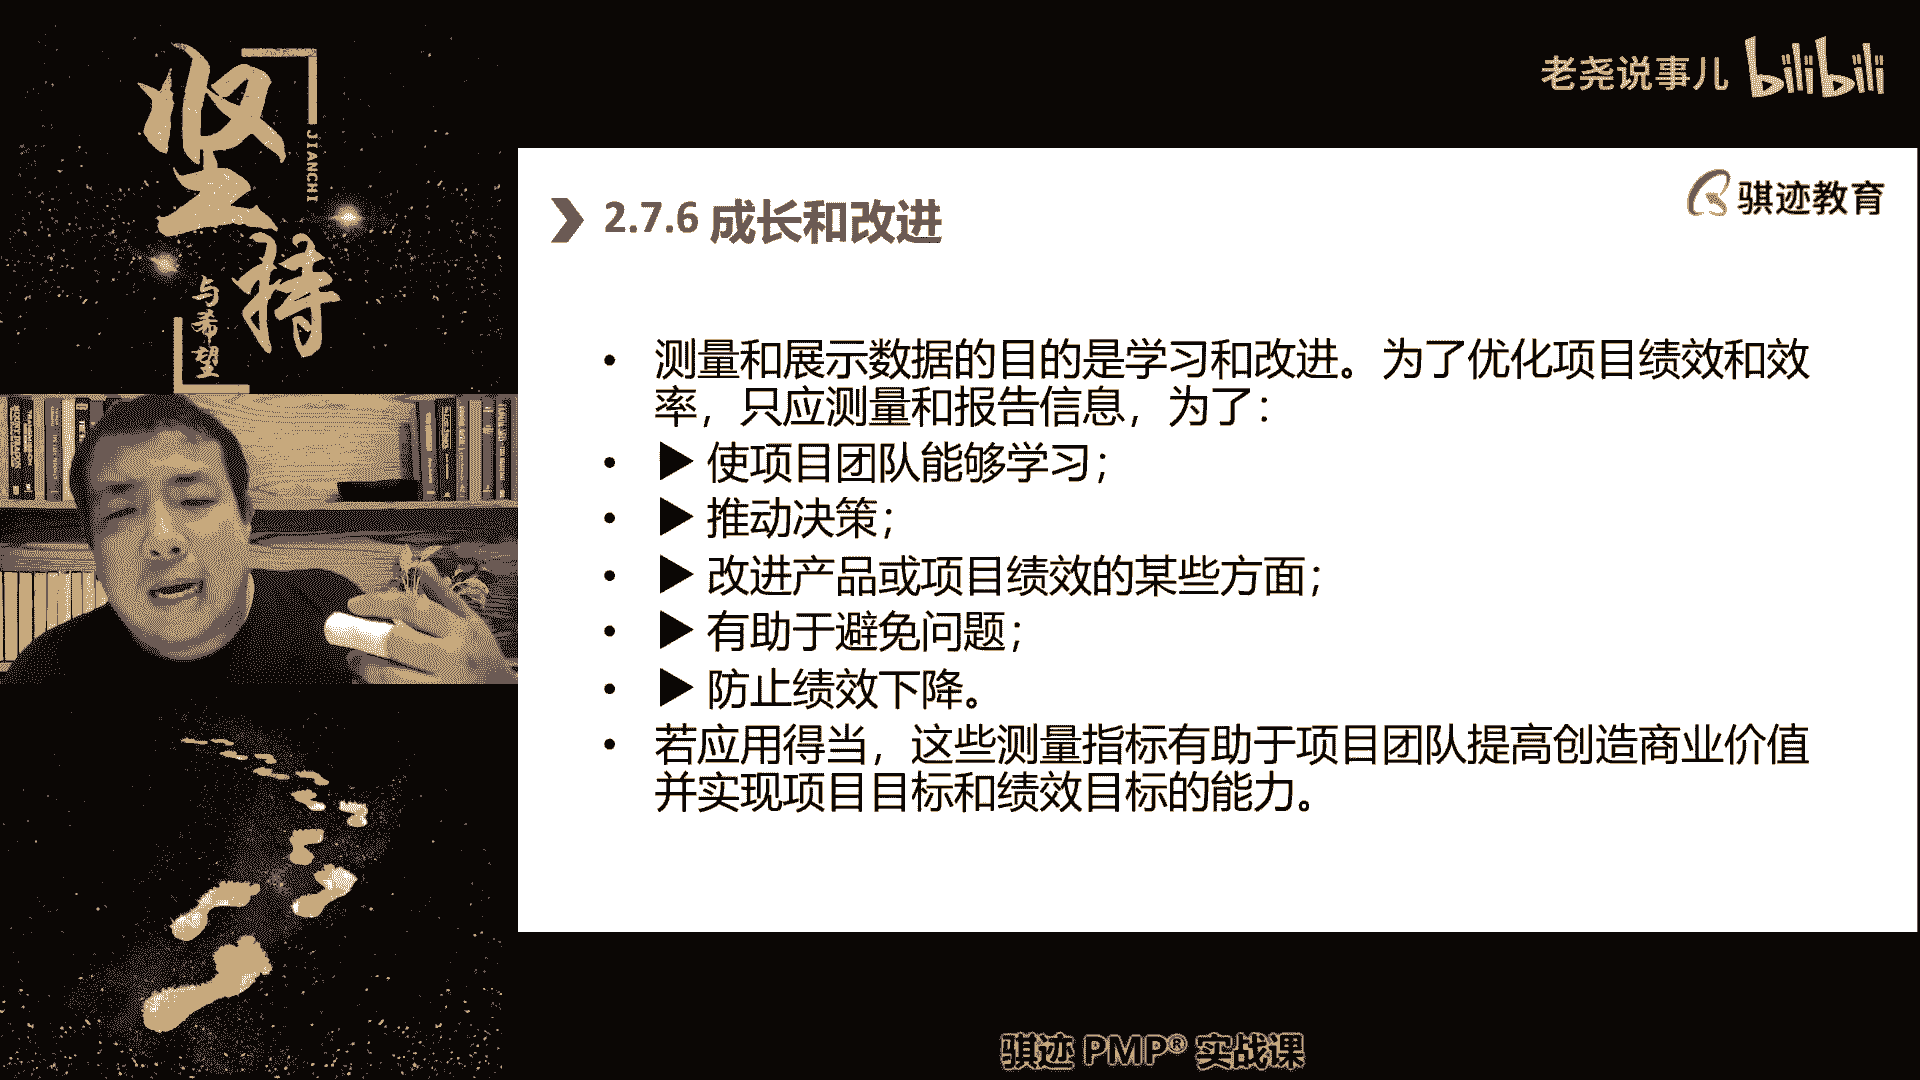 坚持
JIANCHI
与希望
老尧说事儿 bilibili
骐迹教育
2.7.6 成长和改进
• 测量和展示数据的目的是学习和改进。为了优化项目绩效和效
率，只应测量和报告信息，为了：
• ▶ 使项目团队能够学习；
• ▶ 推动决策；
• ▶ 改进产品或项目绩效的某些方面；
• ▶ 有助于避免问题；
• ▶ 防止绩效下降。
• 若应用得当，这些测量指标有助于项目团队提高创造商业价值
并实现项目目标和绩效目标的能力。
骐迹 PMP® 实战课